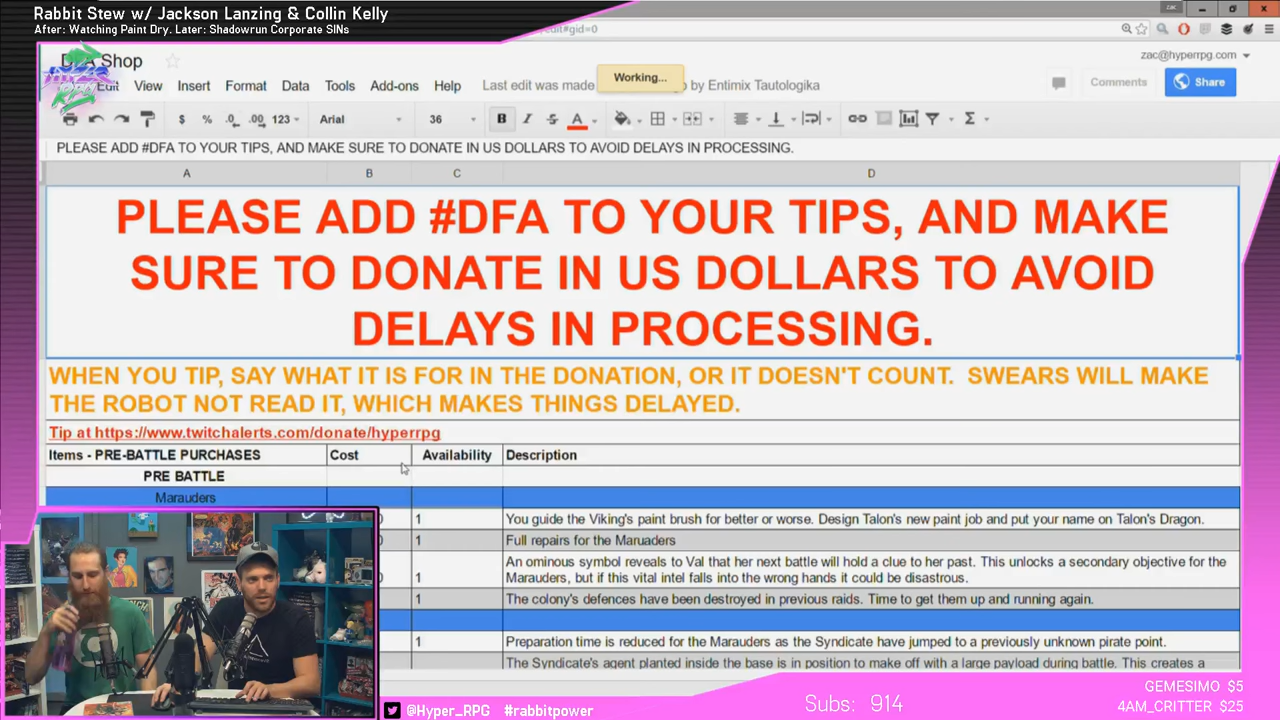 Rabbit Stew w/ Jackson Lanzing & Collin Kelly
After: Watching Paint Dry. Later: Shadowrun Corporate SINs
zac
edit#gid=0
Shop
HYPER
RPG
zac@hyperrpg.com
Edit View Insert Format Data Tools Add-ons Help Last edit was made
Working...
by Entimix Tautologika
Comments
Share
$ % .0 .00 123 Arial 36 B I S A
PLEASE ADD #DFA TO YOUR TIPS, AND MAKE SURE TO DONATE IN US DOLLARS TO AVOID DELAYS IN PROCESSING.
A B C D
PLEASE ADD #DFA TO YOUR TIPS, AND MAKE
SURE TO DONATE IN US DOLLARS TO AVOID
DELAYS IN PROCESSING.
WHEN YOU TIP, SAY WHAT IT IS FOR IN THE DONATION, OR IT DOESN'T COUNT. SWEARS WILL MAKE
THE ROBOT NOT READ IT, WHICH MAKES THINGS DELAYED.
Tip at https://www.twitchalerts.com/donate/hyperrpg
Items - PRE-BATTLE PURCHASES Cost Availability Description
PRE BATTLE
Marauders
1 You guide the Viking's paint brush for better or worse. Design Talon's new paint job and put your name on Talon's Dragon.
1 Full repairs for the Maruaders
An ominous symbol reveals to Val that her next battle will hold a clue to her past. This unlocks a secondary objective for the
1 Marauders, but if this vital intel falls into the wrong hands it could be disastrous.
1 The colony's defences have been destroyed in previous raids. Time to get them up and running again.
1 Preparation time is reduced for the Marauders as the Syndicate have jumped to a previously unknown pirate point.
The Syndicate's agent planted inside the base is in position to make off with a large payload during battle. This creates a
@Hyper_RPG #rabbitpower
Subs: 914
GEMESIMO $5
4AM_CRITTER $25